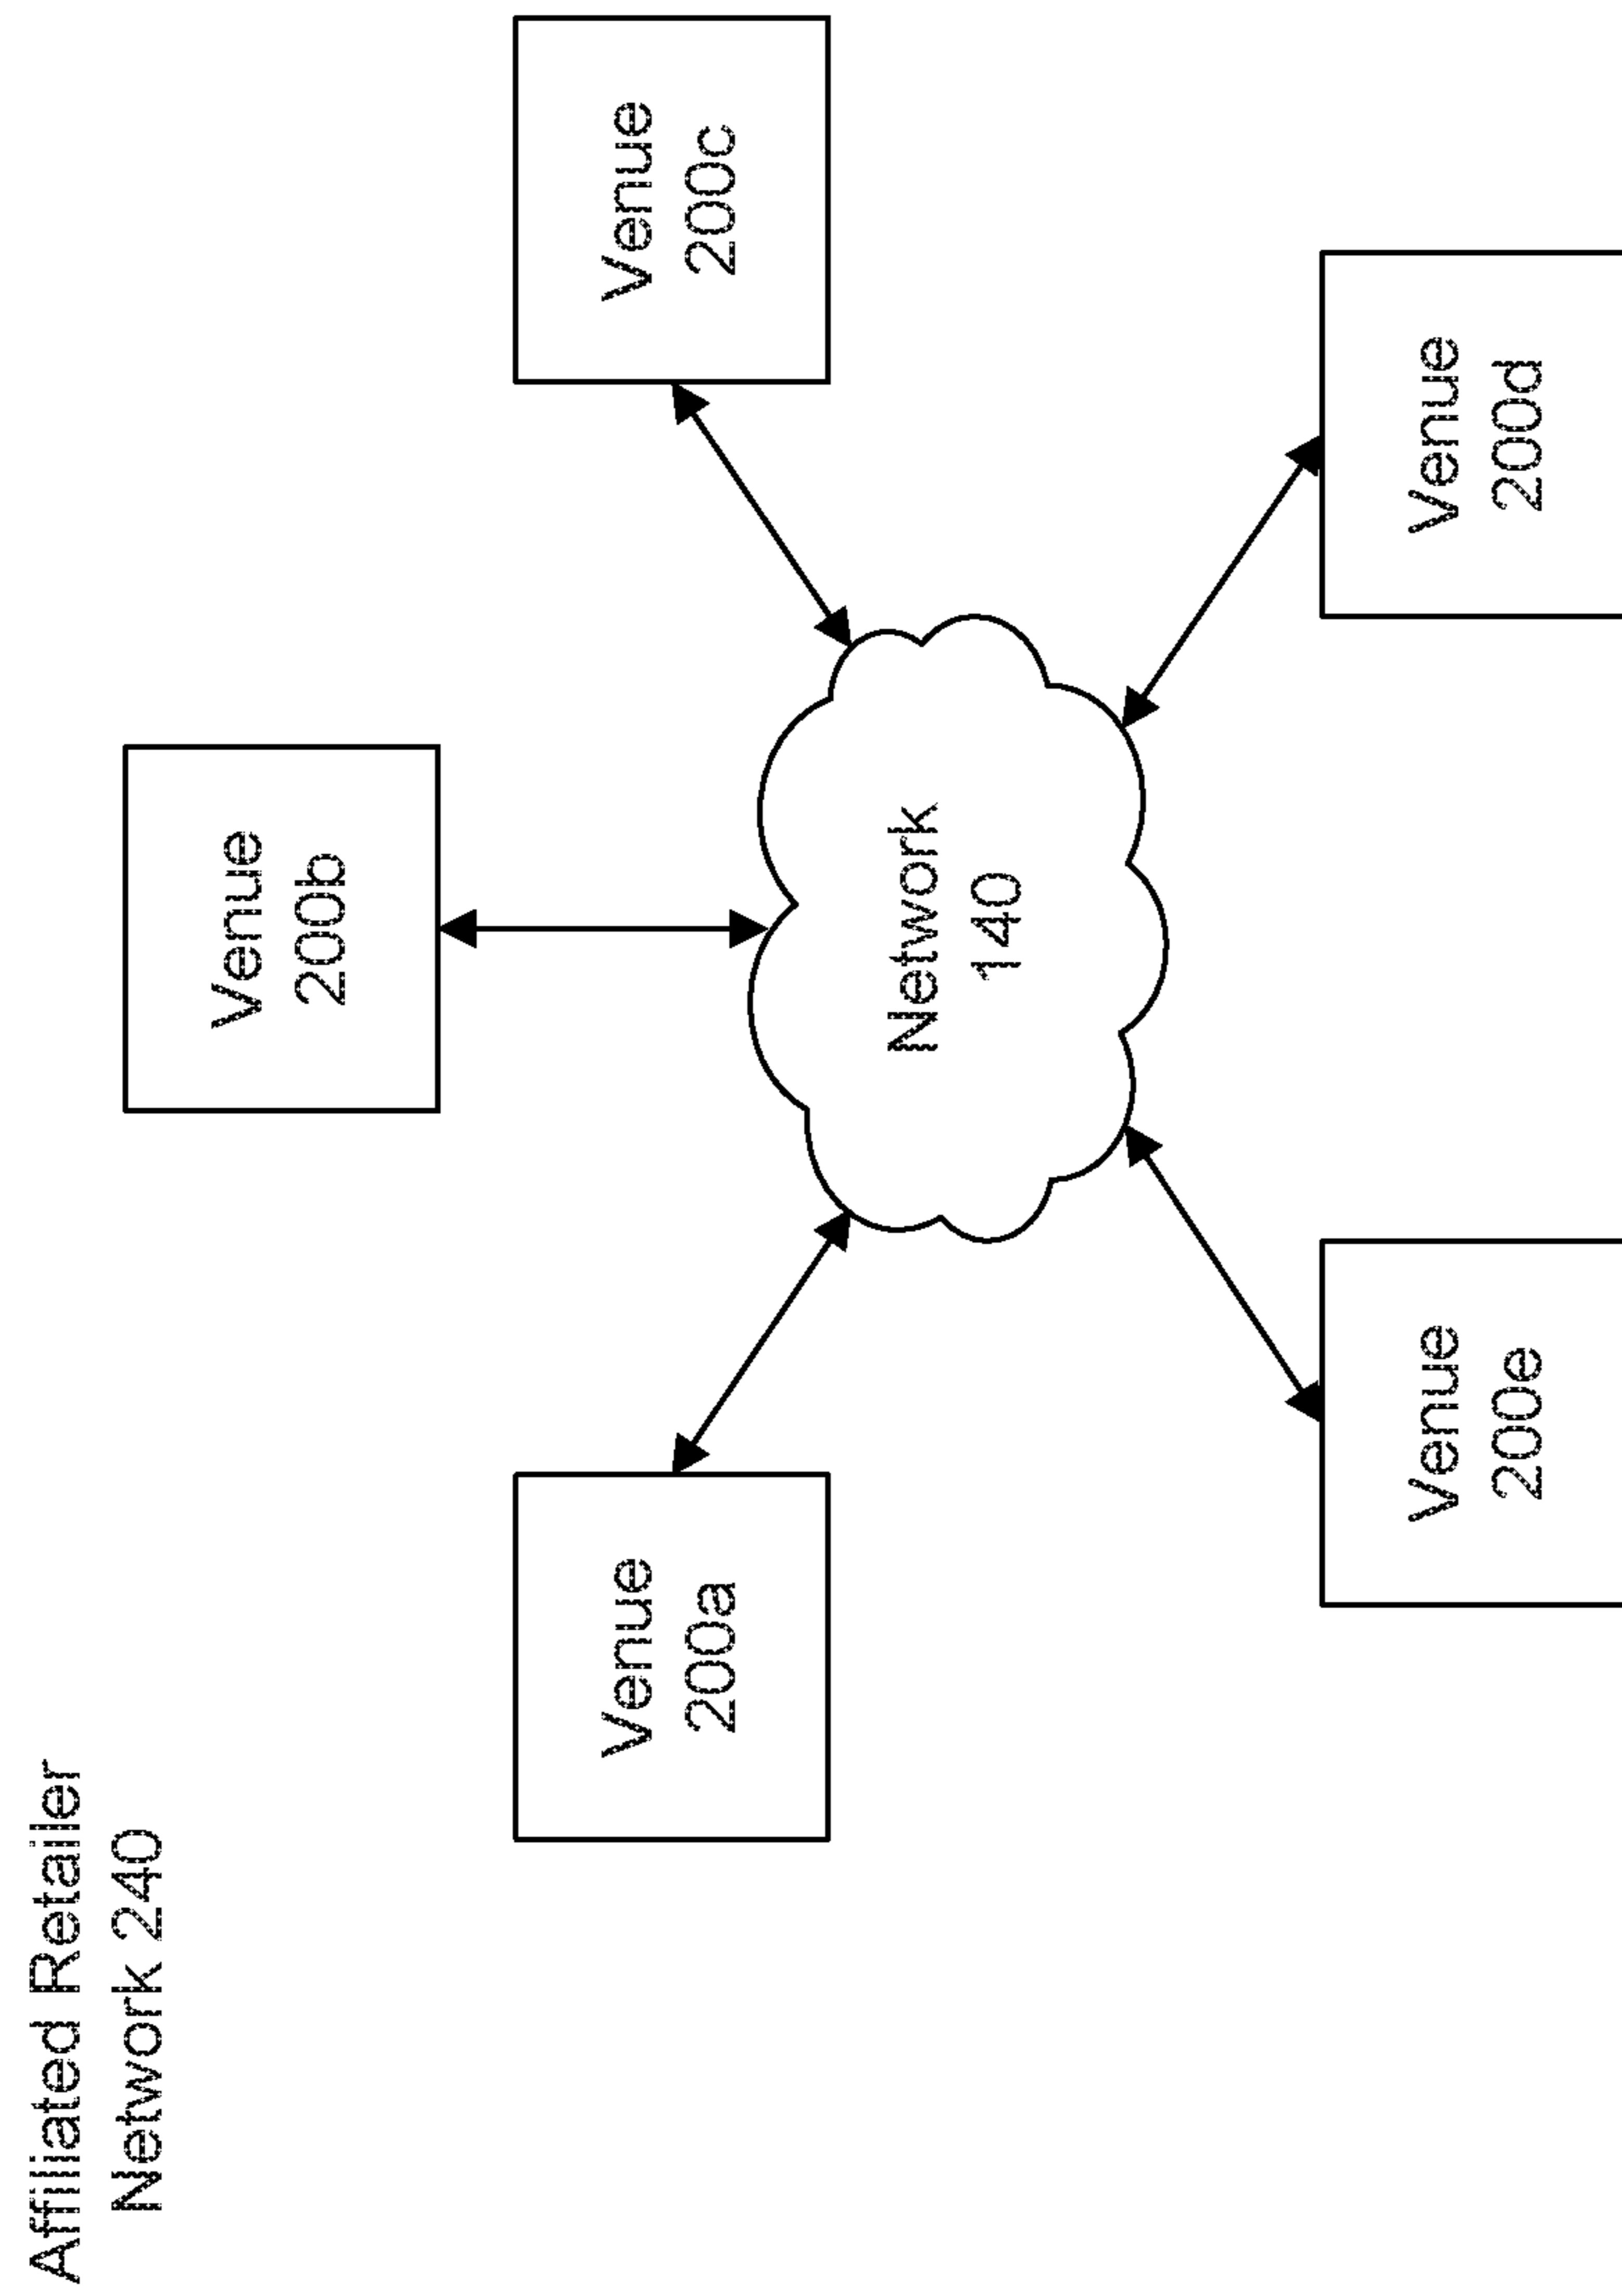 Affiliated Retailer
Network 240
Venue
200b
Venue
200a
Venue
200c
Network
140
Venue
200e
Venue
200d